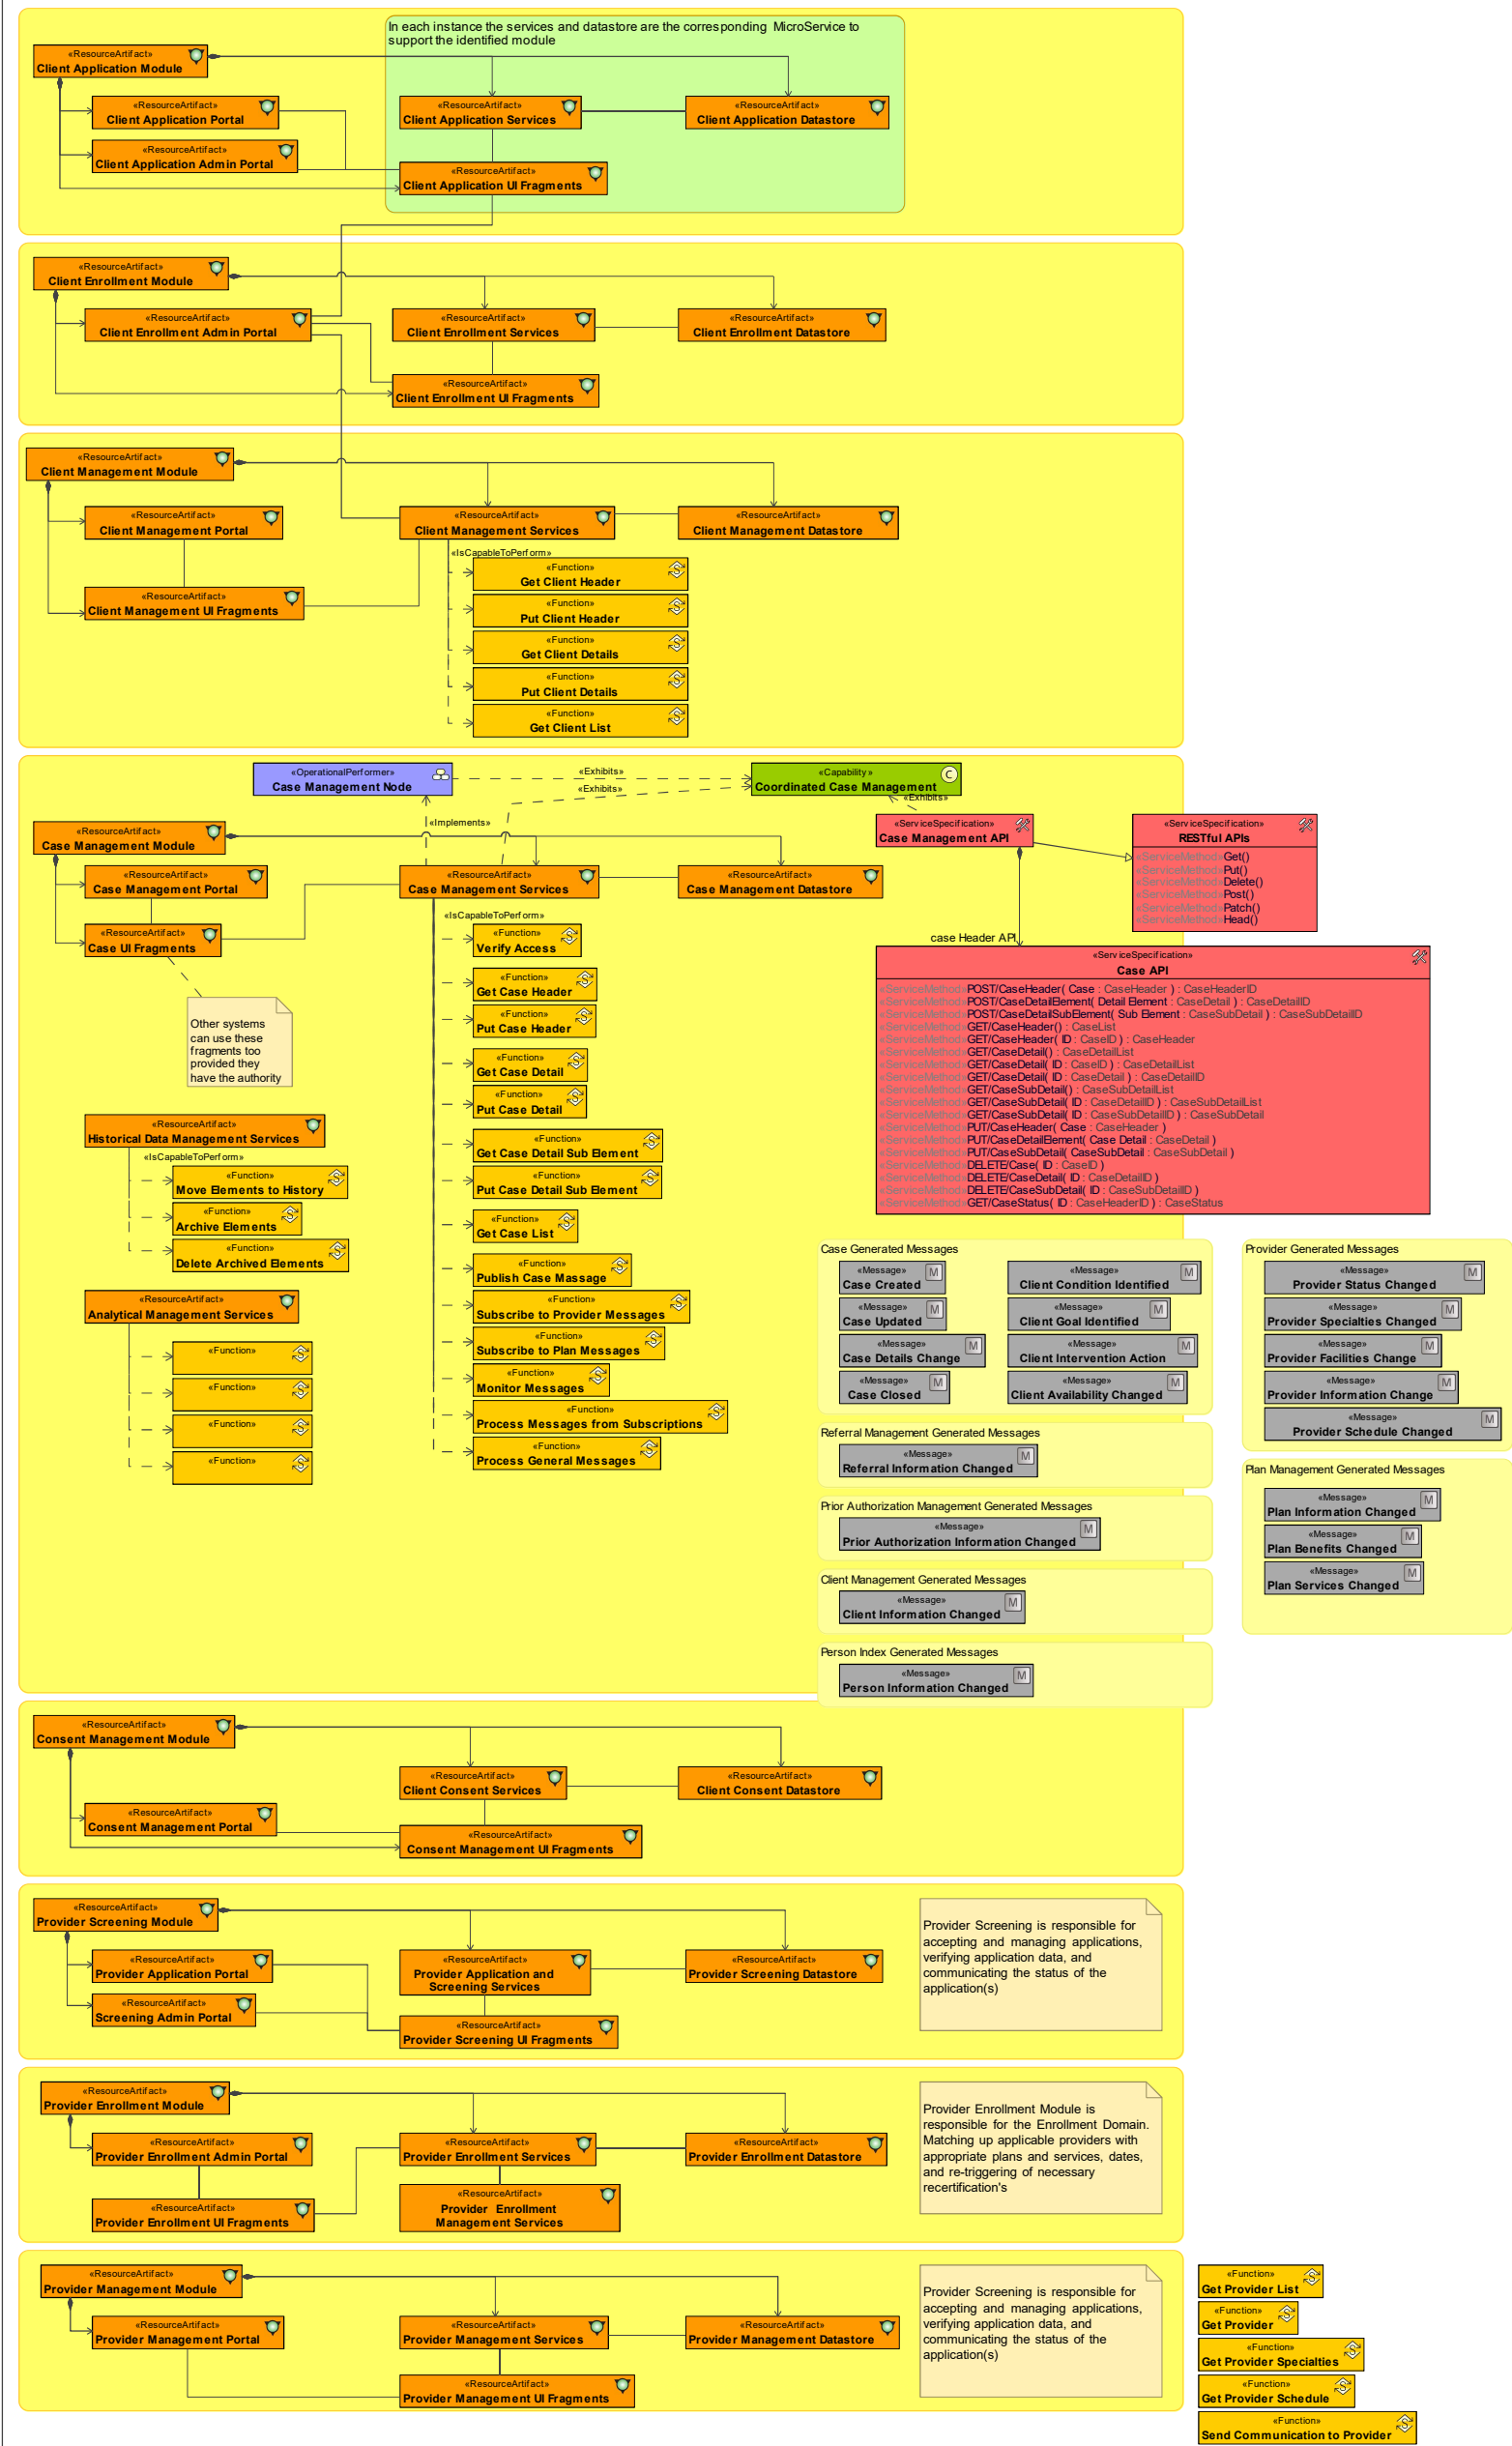 In each instance the services and datastore are the corresponding MicroService to
support the identified module
«ResourceArtifact»
Client Application Module
«ResourceArtifact»
Client Application Portal
«ResourceArtifact»
Client Application Services
«ResourceArtifact»
Client Application Datastore
«ResourceArtifact»
Client Application Admin Portal
«ResourceArtifact»
Client Application UI Fragments
«ResourceArtifact»
Client Enrollment Module
«ResourceArtifact»
Client Enrollment Admin Portal
«ResourceArtifact»
Client Enrollment Services
«ResourceArtifact»
Client Enrollment Datastore
«ResourceArtifact»
Client Enrollment UI Fragments
«ResourceArtifact»
Client Management Module
«ResourceArtifact»
Client Management Portal
«ResourceArtifact»
Client Management Services
«ResourceArtifact»
Client Management Datastore
«ResourceArtifact»
Client Management UI Fragments
«IsCapableToPerform»
«Function»
Get Client Header
«Function»
Put Client Header
«Function»
Get Client Details
«Function»
Put Client Details
«Function»
Get Client List
«OperationalPerformer»
Case Management Node
«Exhibits»
«Exhibits»
«Capability»
Coordinated Case Management
«Exhibits»
«Implements»
«ResourceArtifact»
Case Management Module
«ResourceArtifact»
Case Management Portal
«ResourceArtifact»
Case Management Services
«ResourceArtifact»
Case Management Datastore
«ResourceArtifact»
Case UI Fragments
Other systems
can use these
fragments too
provided they
have the authority
«ServiceSpecification»
Case Management API
«ServiceSpecification»
RESTful APIs
«ServiceMethod»Get()
«ServiceMethod»Put()
«ServiceMethod»Delete()
«ServiceMethod»Post()
«ServiceMethod»Patch()
«ServiceMethod»Head()
case Header API
«ServiceSpecification»
Case API
«ServiceMethod»POST/CaseHeader( Case : CaseHeader ) : CaseHeaderID
«ServiceMethod»POST/CaseDetailElement( Detail Element : CaseDetail ) : CaseDetailID
«ServiceMethod»POST/CaseDetailSubElement( Sub Element : CaseSubDetail ) : CaseSubDetailID
«ServiceMethod»GET/CaseHeader() : CaseList
«ServiceMethod»GET/CaseHeader( ID : CaseID ) : CaseHeader
«ServiceMethod»GET/CaseDetail() : CaseDetailList
«ServiceMethod»GET/CaseDetail( ID : CaseID ) : CaseDetailList
«ServiceMethod»GET/CaseDetail( ID : CaseDetail ) : CaseDetailID
«ServiceMethod»GET/CaseSubDetail() : CaseSubDetailList
«ServiceMethod»GET/CaseSubDetail( ID : CaseDetailID ) : CaseSubDetailList
«ServiceMethod»GET/CaseSubDetail( ID : CaseSubDetailID ) : CaseSubDetail
«ServiceMethod»PUT/CaseHeader( Case : CaseHeader )
«ServiceMethod»PUT/CaseDetailElement( Case Detail : CaseDetail )
«ServiceMethod»PUT/CaseSubDetail( CaseSubDetail : CaseSubDetail )
«ServiceMethod»DELETE/Case( ID : CaseID )
«ServiceMethod»DELETE/CaseDetail( ID : CaseDetailID )
«ServiceMethod»DELETE/CaseSubDetail( ID : CaseSubDetailID )
«ServiceMethod»GET/CaseStatus( ID : CaseHeaderID ) : CaseStatus
«IsCapableToPerform»
«Function»
Verify Access
«Function»
Get Case Header
«Function»
Put Case Header
«Function»
Get Case Detail
«Function»
Put Case Detail
«Function»
Get Case Detail Sub Element
«Function»
Put Case Detail Sub Element
«Function»
Get Case List
«Function»
Publish Case Massage
«Function»
Subscribe to Provider Messages
«Function»
Subscribe to Plan Messages
«Function»
Monitor Messages
«Function»
Process Messages from Subscriptions
«Function»
Process General Messages
«ResourceArtifact»
Historical Data Management Services
«IsCapableToPerform»
«Function»
Move Elements to History
«Function»
Archive Elements
«Function»
Delete Archived Elements
«ResourceArtifact»
Analytical Management Services
«Function»
«Function»
«Function»
«Function»
Case Generated Messages
«Message»
Case Created
«Message»
Client Condition Identified
«Message»
Case Updated
«Message»
Client Goal Identified
«Message»
Case Details Change
«Message»
Client Intervention Action
«Message»
Case Closed
«Message»
Client Availability Changed
Provider Generated Messages
«Message»
Provider Status Changed
«Message»
Provider Specialties Changed
«Message»
Provider Facilities Change
«Message»
Provider Information Change
«Message»
Provider Schedule Changed
Referral Management Generated Messages
«Message»
Referral Information Changed
Plan Management Generated Messages
«Message»
Plan Information Changed
«Message»
Plan Benefits Changed
«Message»
Plan Services Changed
Prior Authorization Management Generated Messages
«Message»
Prior Authorization Information Changed
Client Management Generated Messages
«Message»
Client Information Changed
Person Index Generated Messages
«Message»
Person Information Changed
«ResourceArtifact»
Consent Management Module
«ResourceArtifact»
Client Consent Services
«ResourceArtifact»
Client Consent Datastore
«ResourceArtifact»
Consent Management Portal
«ResourceArtifact»
Consent Management UI Fragments
«ResourceArtifact»
Provider Screening Module
«ResourceArtifact»
Provider Application Portal
«ResourceArtifact»
Provider Application and
Screening Services
«ResourceArtifact»
Provider Screening Datastore
«ResourceArtifact»
Screening Admin Portal
«ResourceArtifact»
Provider Screening UI Fragments
Provider Screening is responsible for
accepting and managing applications,
verifying application data, and
communicating the status of the
application(s)
«ResourceArtifact»
Provider Enrollment Module
«ResourceArtifact»
Provider Enrollment Admin Portal
«ResourceArtifact»
Provider Enrollment Services
«ResourceArtifact»
Provider Enrollment Datastore
«ResourceArtifact»
Provider Enrollment UI Fragments
«ResourceArtifact»
Provider Enrollment
Management Services
Provider Enrollment Module is
responsible for the Enrollment Domain.
Matching up applicable providers with
appropriate plans and services, dates,
and re-triggering of necessary
recertification's
«ResourceArtifact»
Provider Management Module
«ResourceArtifact»
Provider Management Portal
«ResourceArtifact»
Provider Management Services
«ResourceArtifact»
Provider Management Datastore
«ResourceArtifact»
Provider Management UI Fragments
Provider Screening is responsible for
accepting and managing applications,
verifying application data, and
communicating the status of the
application(s)
«Function»
Get Provider List
«Function»
Get Provider
«Function»
Get Provider Specialties
«Function»
Get Provider Schedule
«Function»
Send Communication to Provider